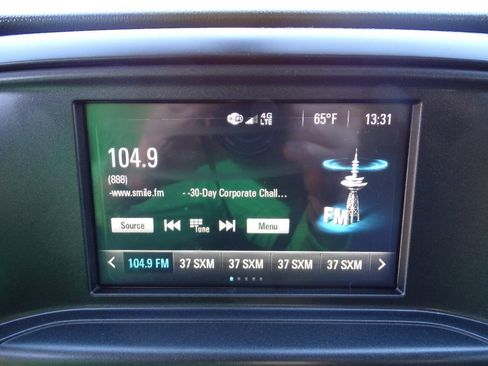 WiFi 4G LTE 65°F 13:31
104.9
(888)
-www.smile.fm - -30-Day Corporate Chall...
FM
Source Tune Menu
104.9 FM 37 SXM 37 SXM 37 SXM 37 SXM